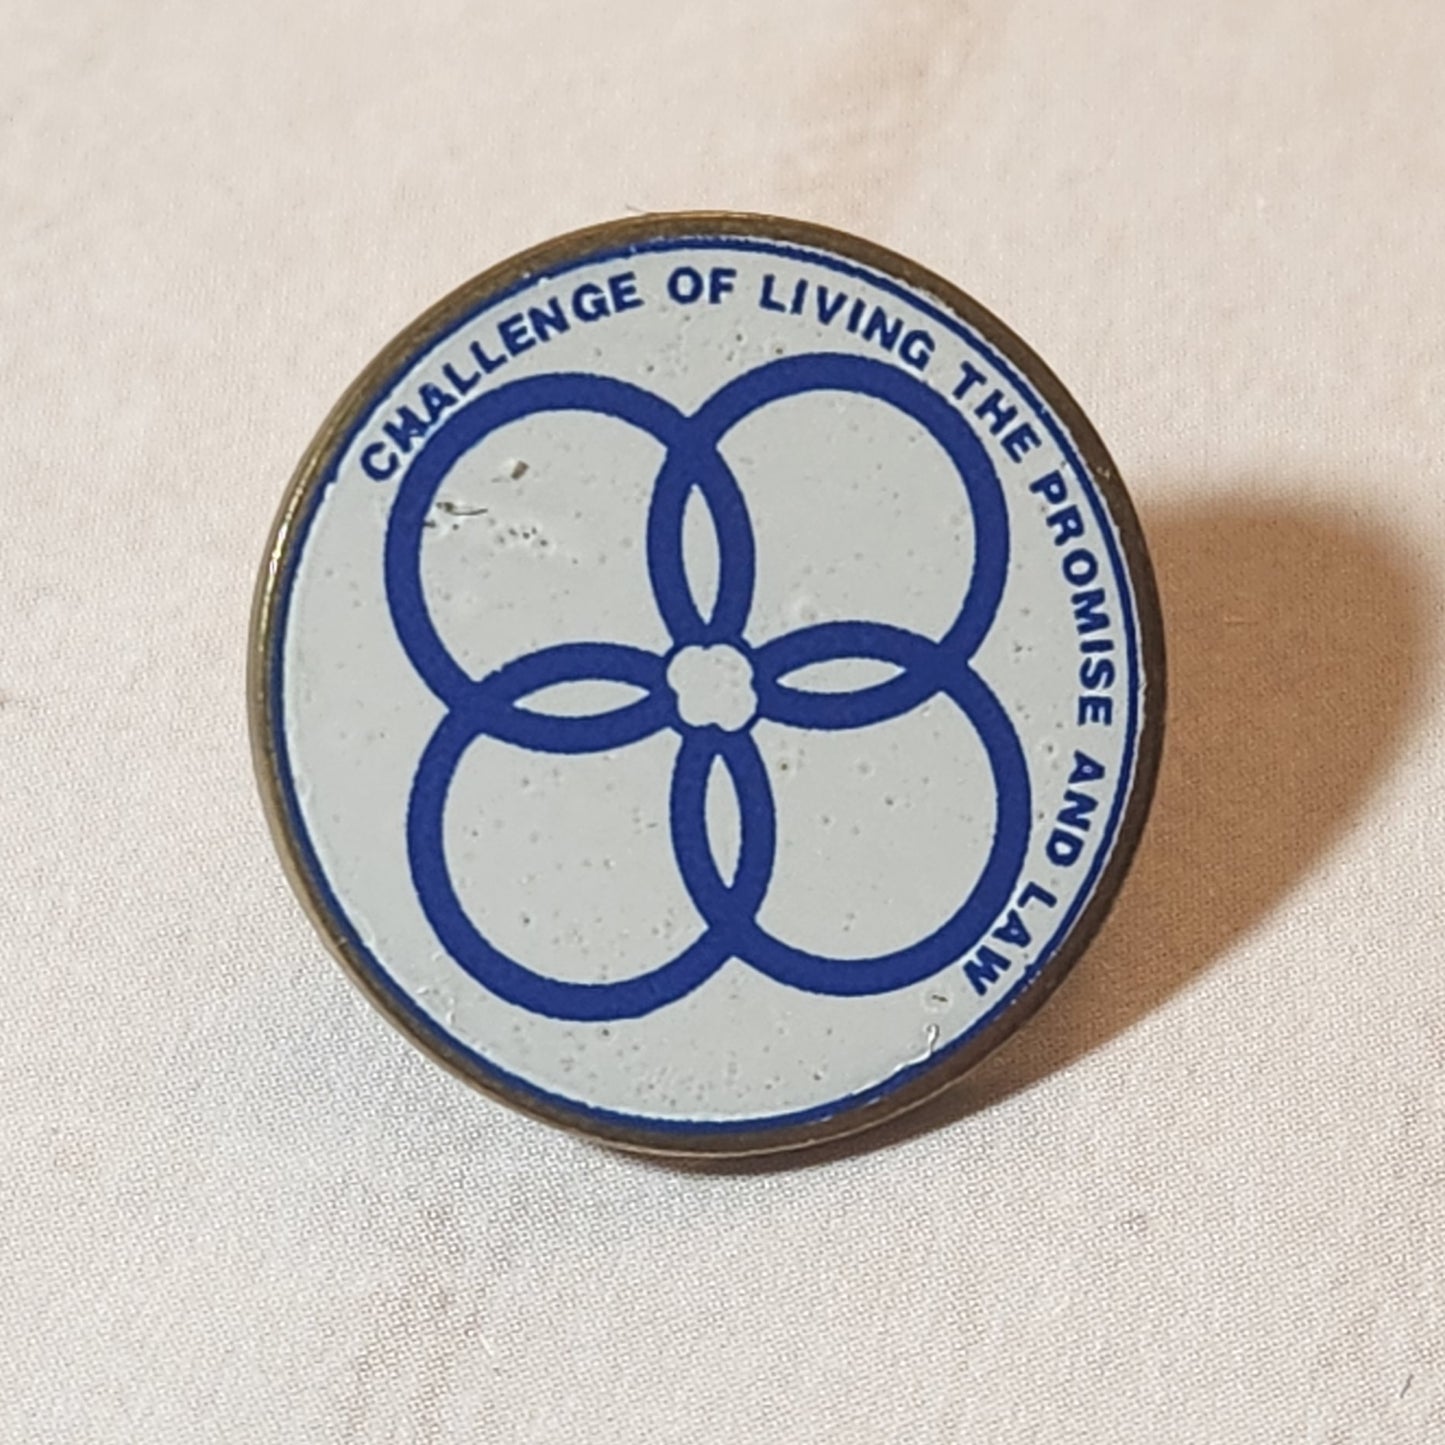 CHALLENGE OF LIVING THE PROMISE AND LAW